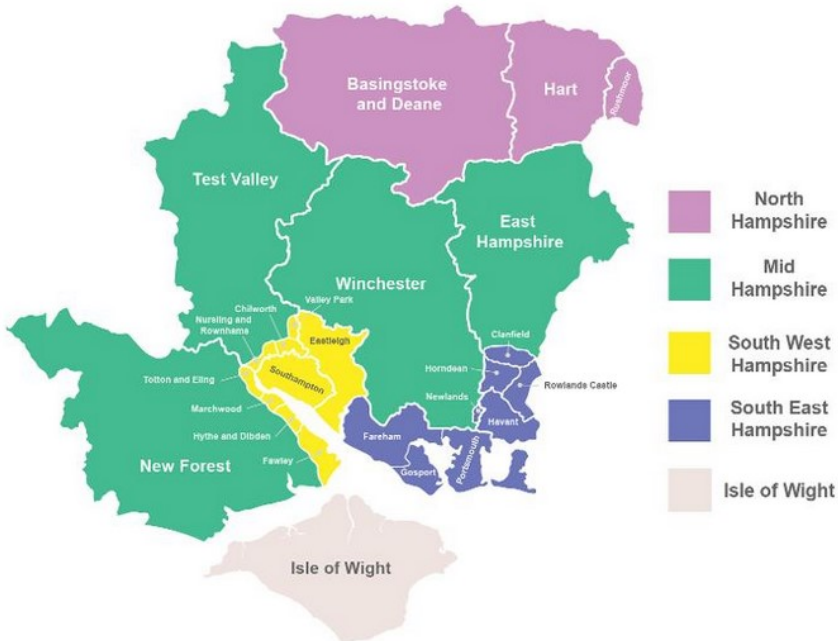 Basingstoke
and Deane
Hart
Rushmoor
Test Valley
East
Hampshire
Winchester
Valley Park
Chilworth
Nursling and
Rownhams
Eastleigh
Totton and Eling
Southampton
Marchwood
Hythe and Dibden
New Forest
Fawley
Clanfield
Horndean
Rowlands Castle
Newlands
Havant
Fareham
Gosport
Portsmouth
Isle of Wight
North
Hampshire
Mid
Hampshire
South West
Hampshire
South East
Hampshire
Isle of Wight